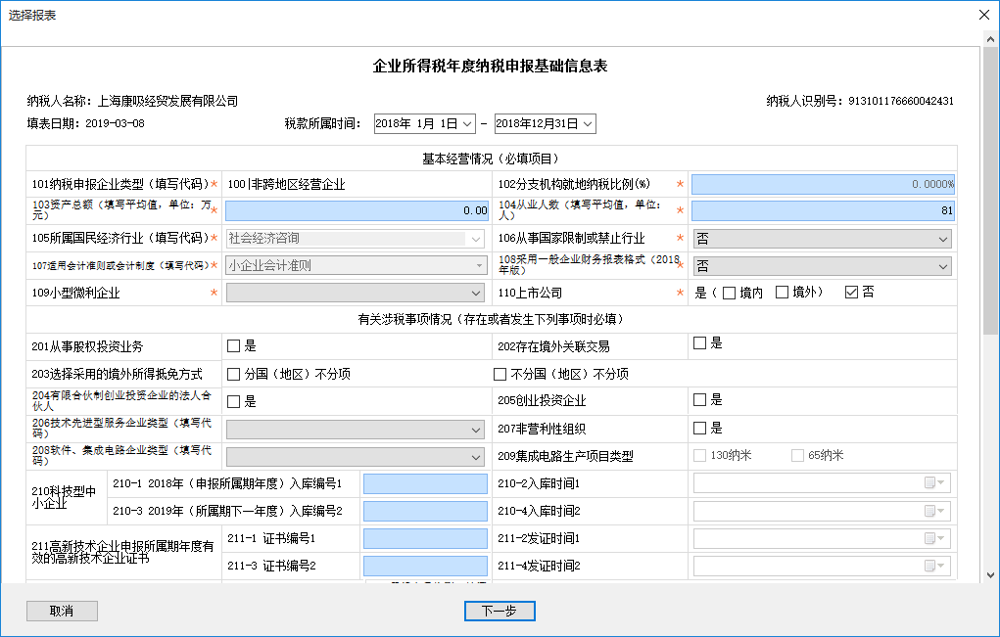 选择报表
企业所得税年度纳税申报基础信息表
纳税人名称：上海康吸经贸发展有限公司 纳税人识别号：913101176660042431
填表日期：2019-03-08 税款所属时间： 2018年 1月 1日 - 2018年12月31日
基本经营情况（必填项目）
101纳税申报企业类型（填写代码）* 100|非跨地区经营企业 102分支机构就地纳税比例(%) * 0.0000%
103资产总额（填写平均值，单位：万元）* 0.00 104从业人数（填写平均值，单位：人）* 81
105所属国民经济行业（填写代码）* 社会经济咨询 106从事国家限制或禁止行业 * 否
107适用会计准则或会计制度（填写代码）* 小企业会计准则 108采用一般企业财务报表格式（2018年版）* 否
109小型微利企业 * 110上市公司 * 是（ 境内 境外） 否
有关涉税事项情况（存在或者发生下列事项时必填）
201从事股权投资业务 是 202存在境外关联交易 是
203选择采用的境外所得抵免方式 分国（地区）不分项 不分国（地区）不分项
204有限合伙制创业投资企业的法人合伙人 是 205创业投资企业 是
206技术先进型服务企业类型（填写代码） 207非营利性组织 是
208软件、集成电路企业类型（填写代码） 209集成电路生产项目类型 130纳米 65纳米
210科技型中小企业 210-1 2018年（申报所属期年度）入库编号1 210-2入库时间1
210-3 2019年（所属期下一年度）入库编号2 210-4入库时间2
211高新技术企业申报所属期年度有效的高新技术企业证书 211-1 证书编号1 211-2发证时间1
211-3 证书编号2 211-4发证时间2
取消 下一步